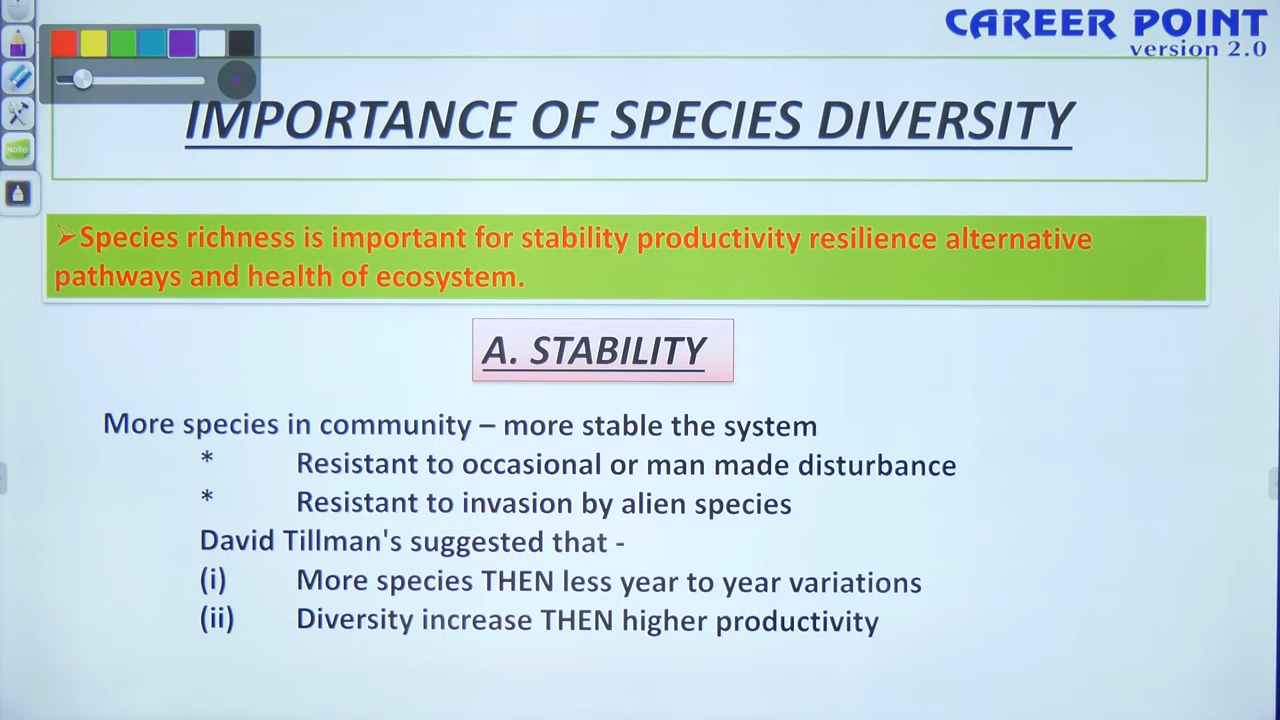 CAREER POINT
version 2.0
IMPORTANCE OF SPECIES DIVERSITY
➢Species richness is important for stability productivity resilience alternative
pathways and health of ecosystem.
A. STABILITY
More species in community – more stable the system
* Resistant to occasional or man made disturbance
* Resistant to invasion by alien species
David Tillman's suggested that -
(i) More species THEN less year to year variations
(ii) Diversity increase THEN higher productivity
Note